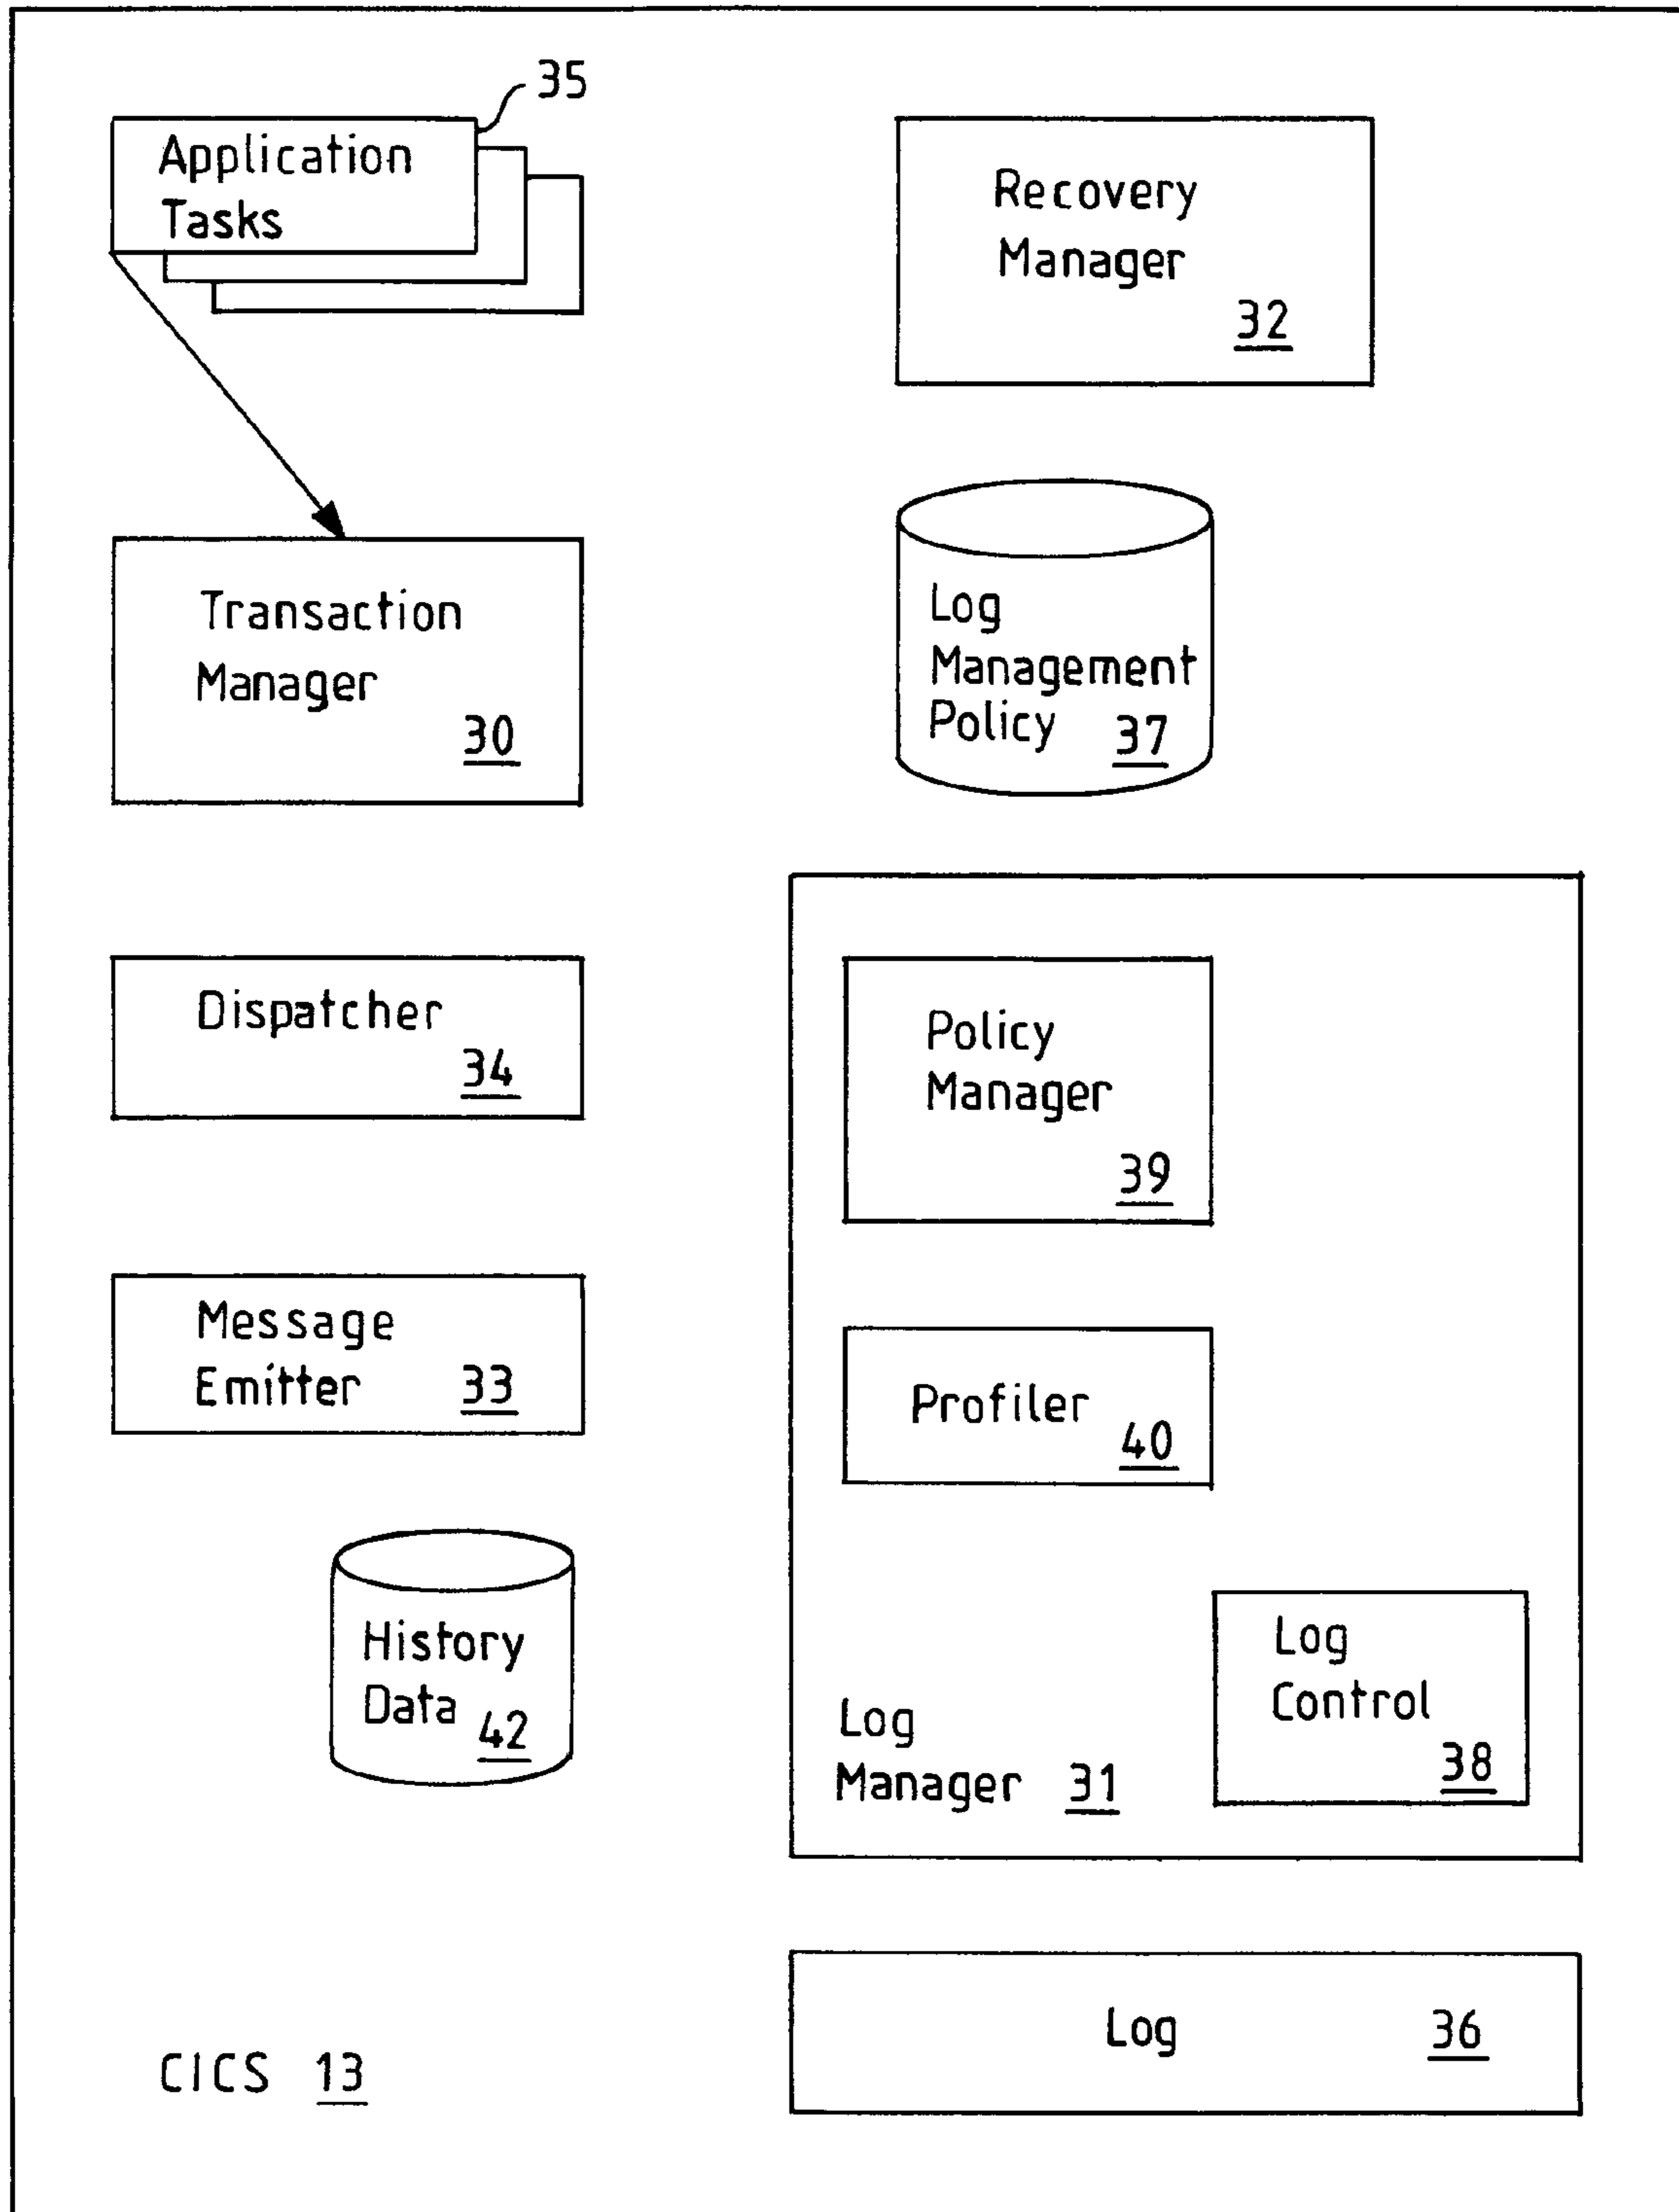 35
Application
Tasks
Recovery
Manager
32
Transaction
Manager
30
Log
Management
Policy 37
Dispatcher
34
Policy
Manager
39
Message
Emitter 33
Profiler
40
History
Data 42
Log
Control
38
Log
Manager 31
Log 36
CICS 13